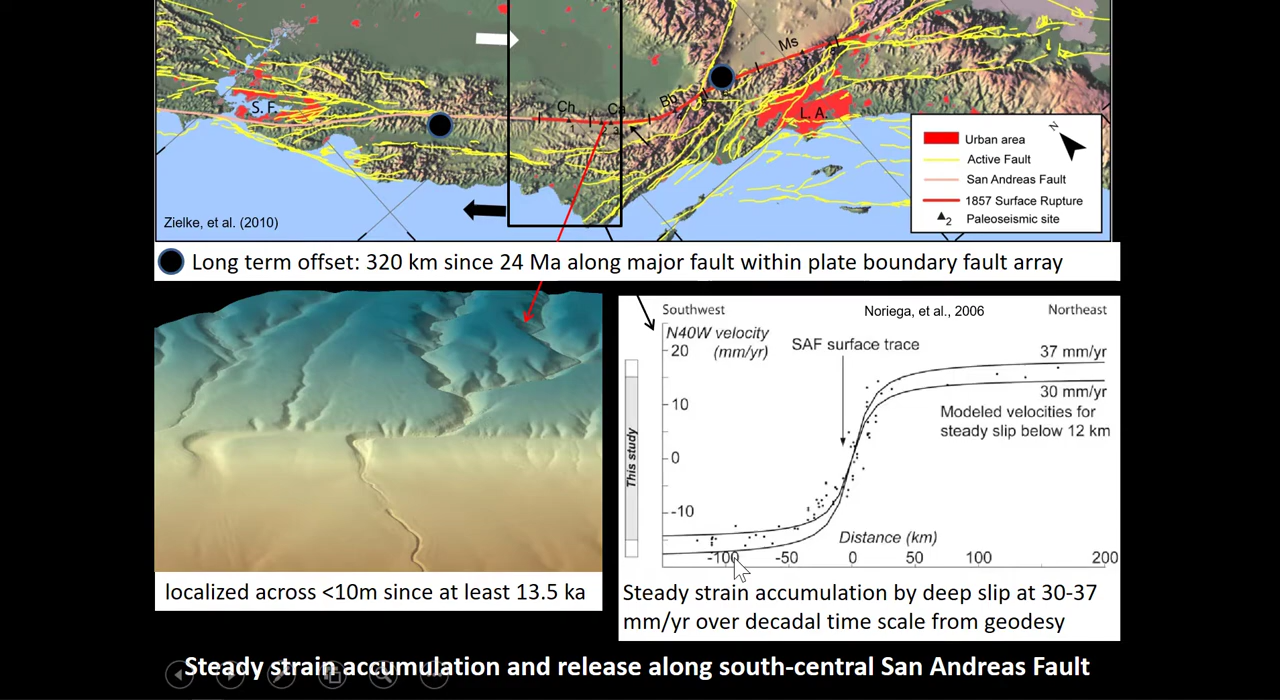 Ms
Ch
Ca
Bb
S. F.
L. A.
1
2 3
N
Urban area
Active Fault
San Andreas Fault
1857 Surface Rupture
2 Paleoseismic site
Zielke, et al. (2010)
Long term offset: 320 km since 24 Ma along major fault within plate boundary fault array
Southwest
Noriega, et al., 2006
Northeast
N40W velocity
(mm/yr)
SAF surface trace
20
10
0
-10
37 mm/yr
30 mm/yr
Modeled velocities for
steady slip below 12 km
This study
Distance (km)
-100 -50 0 50 100 200
localized across <10m since at least 13.5 ka
Steady strain accumulation by deep slip at 30-37
mm/yr over decadal time scale from geodesy
Steady strain accumulation and release along south-central San Andreas Fault